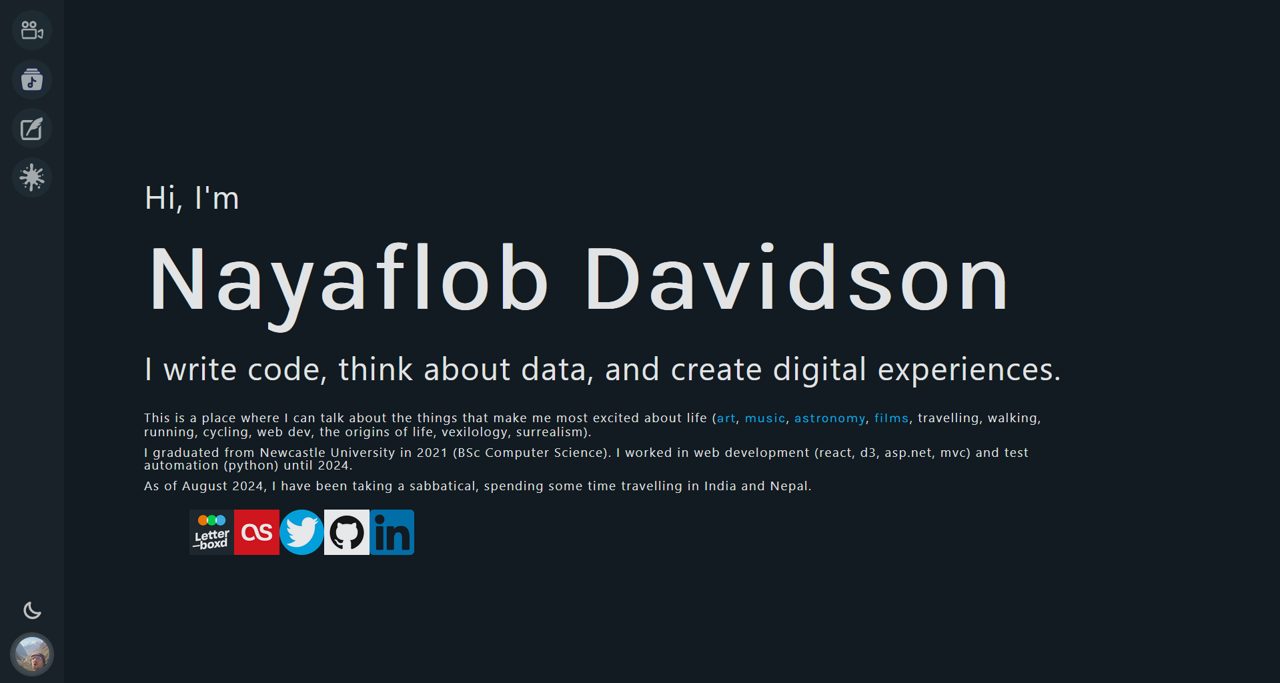 Hi, I'm
Nayaflob Davidson
I write code, think about data, and create digital experiences.
This is a place where I can talk about the things that make me most excited about life (art, music, astronomy, films, travelling, walking,
running, cycling, web dev, the origins of life, vexilology, surrealism).
I graduated from Newcastle University in 2021 (BSc Computer Science). I worked in web development (react, d3, asp.net, mvc) and test
automation (python) until 2024.
As of August 2024, I have been taking a sabbatical, spending some time travelling in India and Nepal.
Letter
–boxd
as
in